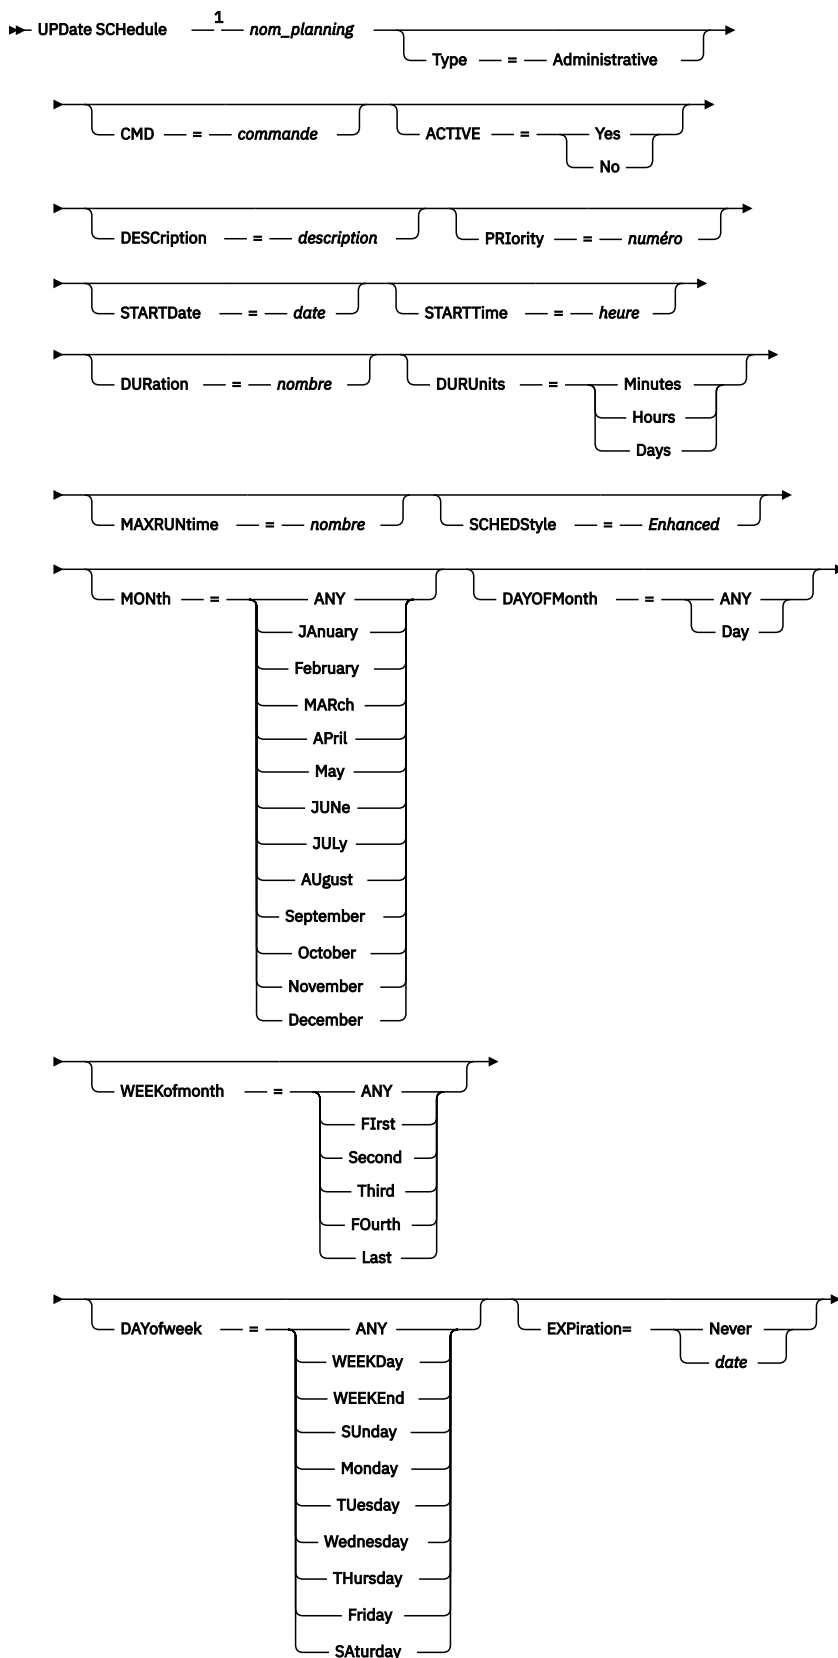 1
UPDate SCHedule nom_planning
Type = Administrative
CMD = commande ACTIVE = Yes
No
DESCription = description PRIority = numéro
STARTDate = date STARTTime = heure
DURation = nombre DURUnits = Minutes
Hours
Days
MAXRUNtime = nombre SCHEDStyle = Enhanced
MONth = ANY DAYOFMonth = ANY
JAnuary Day
February
MARch
APril
May
JUNe
JULy
AUgust
September
October
November
December
WEEKofmonth = ANY
FIrst
Second
Third
FOurth
Last
DAYofweek = ANY EXPiration= Never
WEEKDay date
WEEKEnd
SUnday
Monday
TUesday
Wednesday
THursday
Friday
SAturday